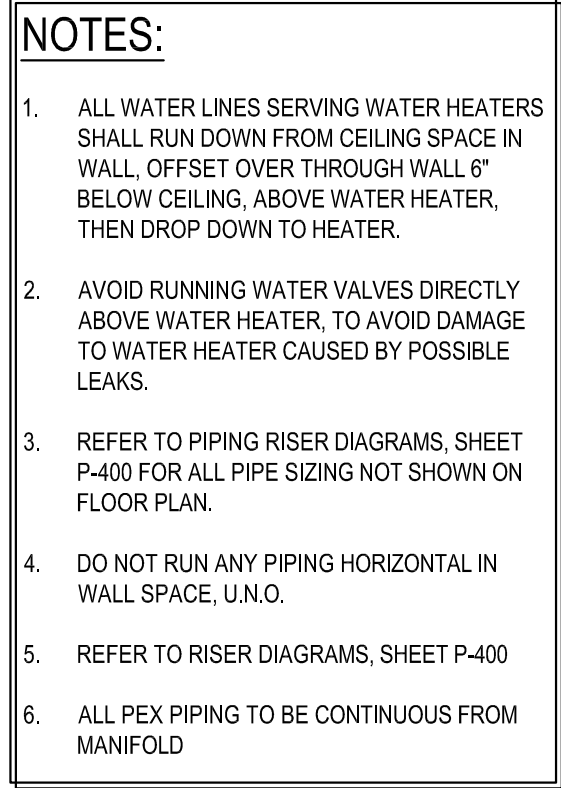 NOTES:
1. ALL WATER LINES SERVING WATER HEATERS
SHALL RUN DOWN FROM CEILING SPACE IN
WALL, OFFSET OVER THROUGH WALL 6"
BELOW CEILING, ABOVE WATER HEATER,
THEN DROP DOWN TO HEATER.
2. AVOID RUNNING WATER VALVES DIRECTLY
ABOVE WATER HEATER, TO AVOID DAMAGE
TO WATER HEATER CAUSED BY POSSIBLE
LEAKS.
3. REFER TO PIPING RISER DIAGRAMS, SHEET
P-400 FOR ALL PIPE SIZING NOT SHOWN ON
FLOOR PLAN.
4. DO NOT RUN ANY PIPING HORIZONTAL IN
WALL SPACE, U.N.O.
5. REFER TO RISER DIAGRAMS, SHEET P-400
6. ALL PEX PIPING TO BE CONTINUOUS FROM
MANIFOLD